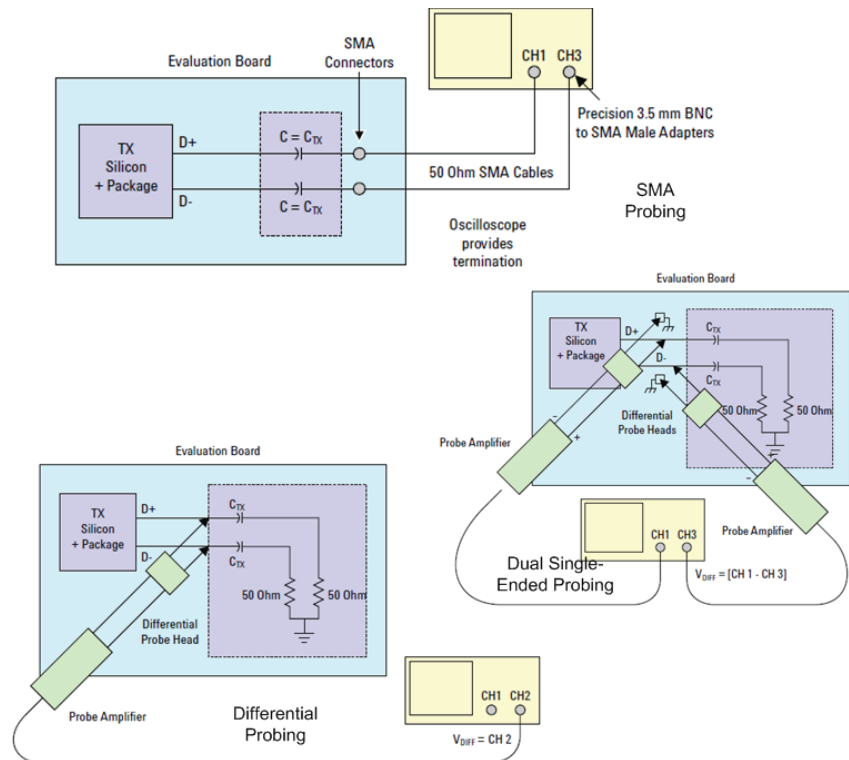 Evaluation Board
SMA
Connectors
CH1 CH3
Precision 3.5 mm BNC
to SMA Male Adapters
TX
Silicon
+ Package
D+
D-
C = CTX
C = CTX
50 Ohm SMA Cables
Oscilloscope
provides
termination
SMA
Probing
Evaluation Board
TX
Silicon
+ Package
D+
D-
CTX
CTX
50 Ohm
50 Ohm
Differential
Probe Heads
Probe Amplifier
–
+
+
–
Probe Amplifier
CH1 CH3
Dual Single-
Ended Probing
VDIFF = [CH 1 - CH 3]
Evaluation Board
TX
Silicon
+ Package
D+
D-
CTX
CTX
50 Ohm
50 Ohm
Differential
Probe Head
Probe Amplifier
Differential
Probing
CH1 CH2
VDIFF = CH 2